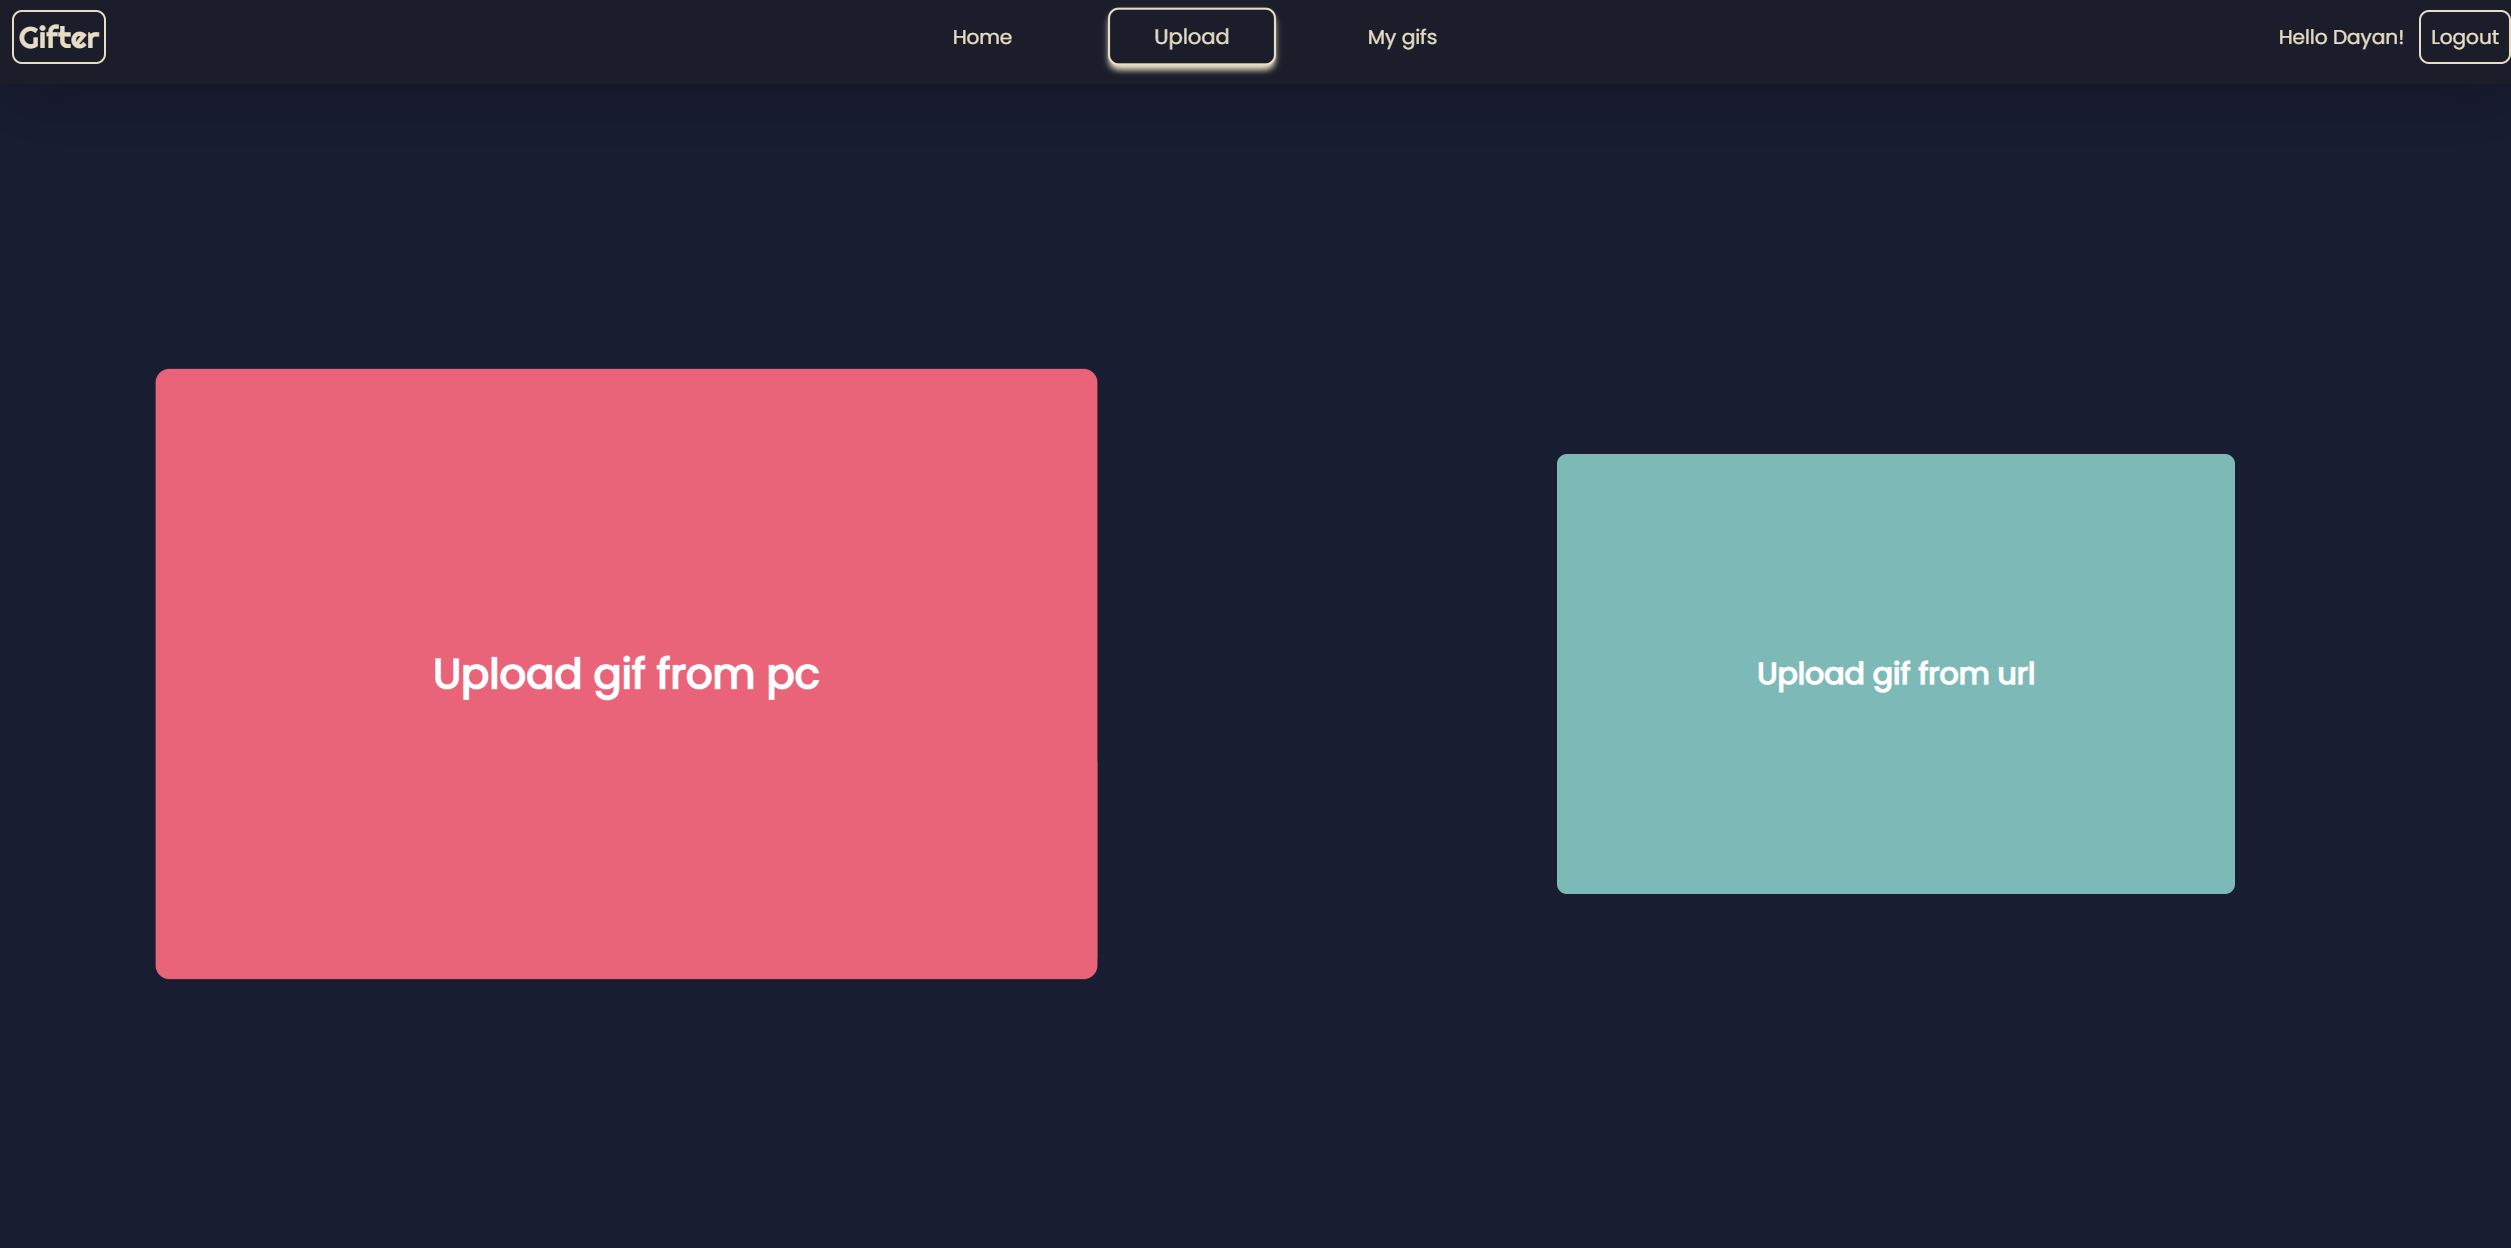 Gifter
Home
Upload
My gifs
Hello Dayan!
Logout
Upload gif from pc
Upload gif from url